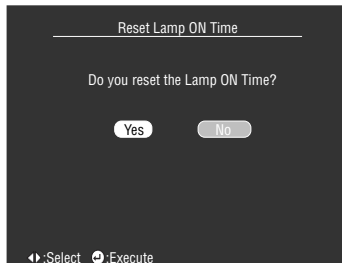 Reset Lamp ON Time
Do you reset the Lamp ON Time?
Yes No
:Select :Execute